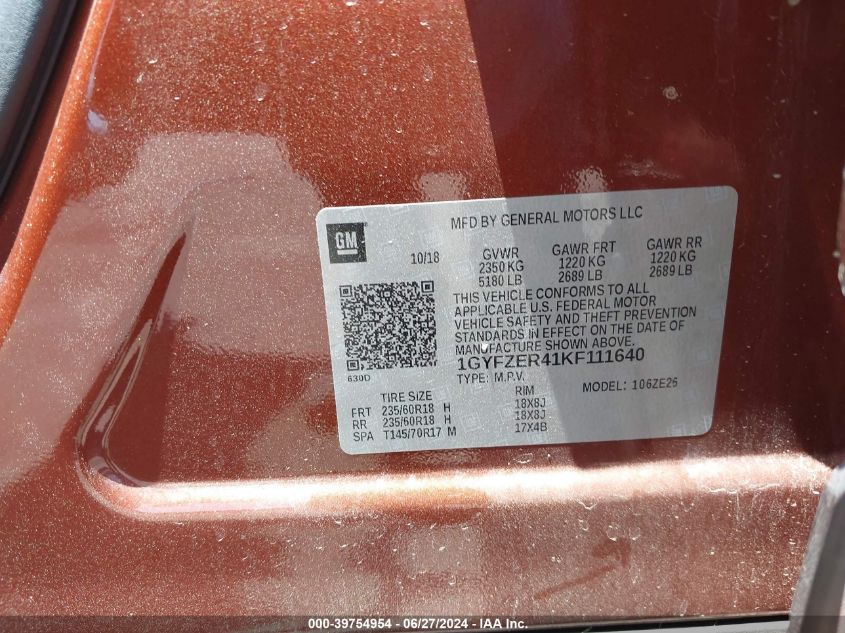 MFD BY GENERAL MOTORS LLC
GM
10/18 GVWR GAWR FRT GAWR RR
2350 KG 1220 KG 1220 KG
5180 LB 2689 LB 2689 LB
THIS VEHICLE CONFORMS TO ALL
APPLICABLE U.S. FEDERAL MOTOR
VEHICLE SAFETY AND THEFT PREVENTION
STANDARDS IN EFFECT ON THE DATE OF
MANUFACTURE SHOWN ABOVE.
1GYFZER41KF111640
630D
TYPE: M.P.V. MODEL: 106ZE26
TIRE SIZE RIM
FRT 235/60R18 H 18X8J
RR 235/60R18 H 18X8J
SPA T145/70R17 M 17X4B
000-39754954 / 06/27/2024 / IAA Inc.